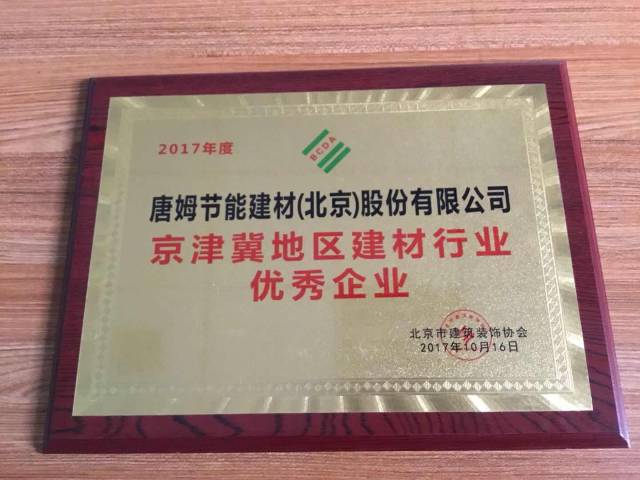 2017年度
BCDA
唐姆节能建材(北京)股份有限公司
京津冀地区建材行业
优秀企业
北京市建筑装饰协会
2017年10月16日